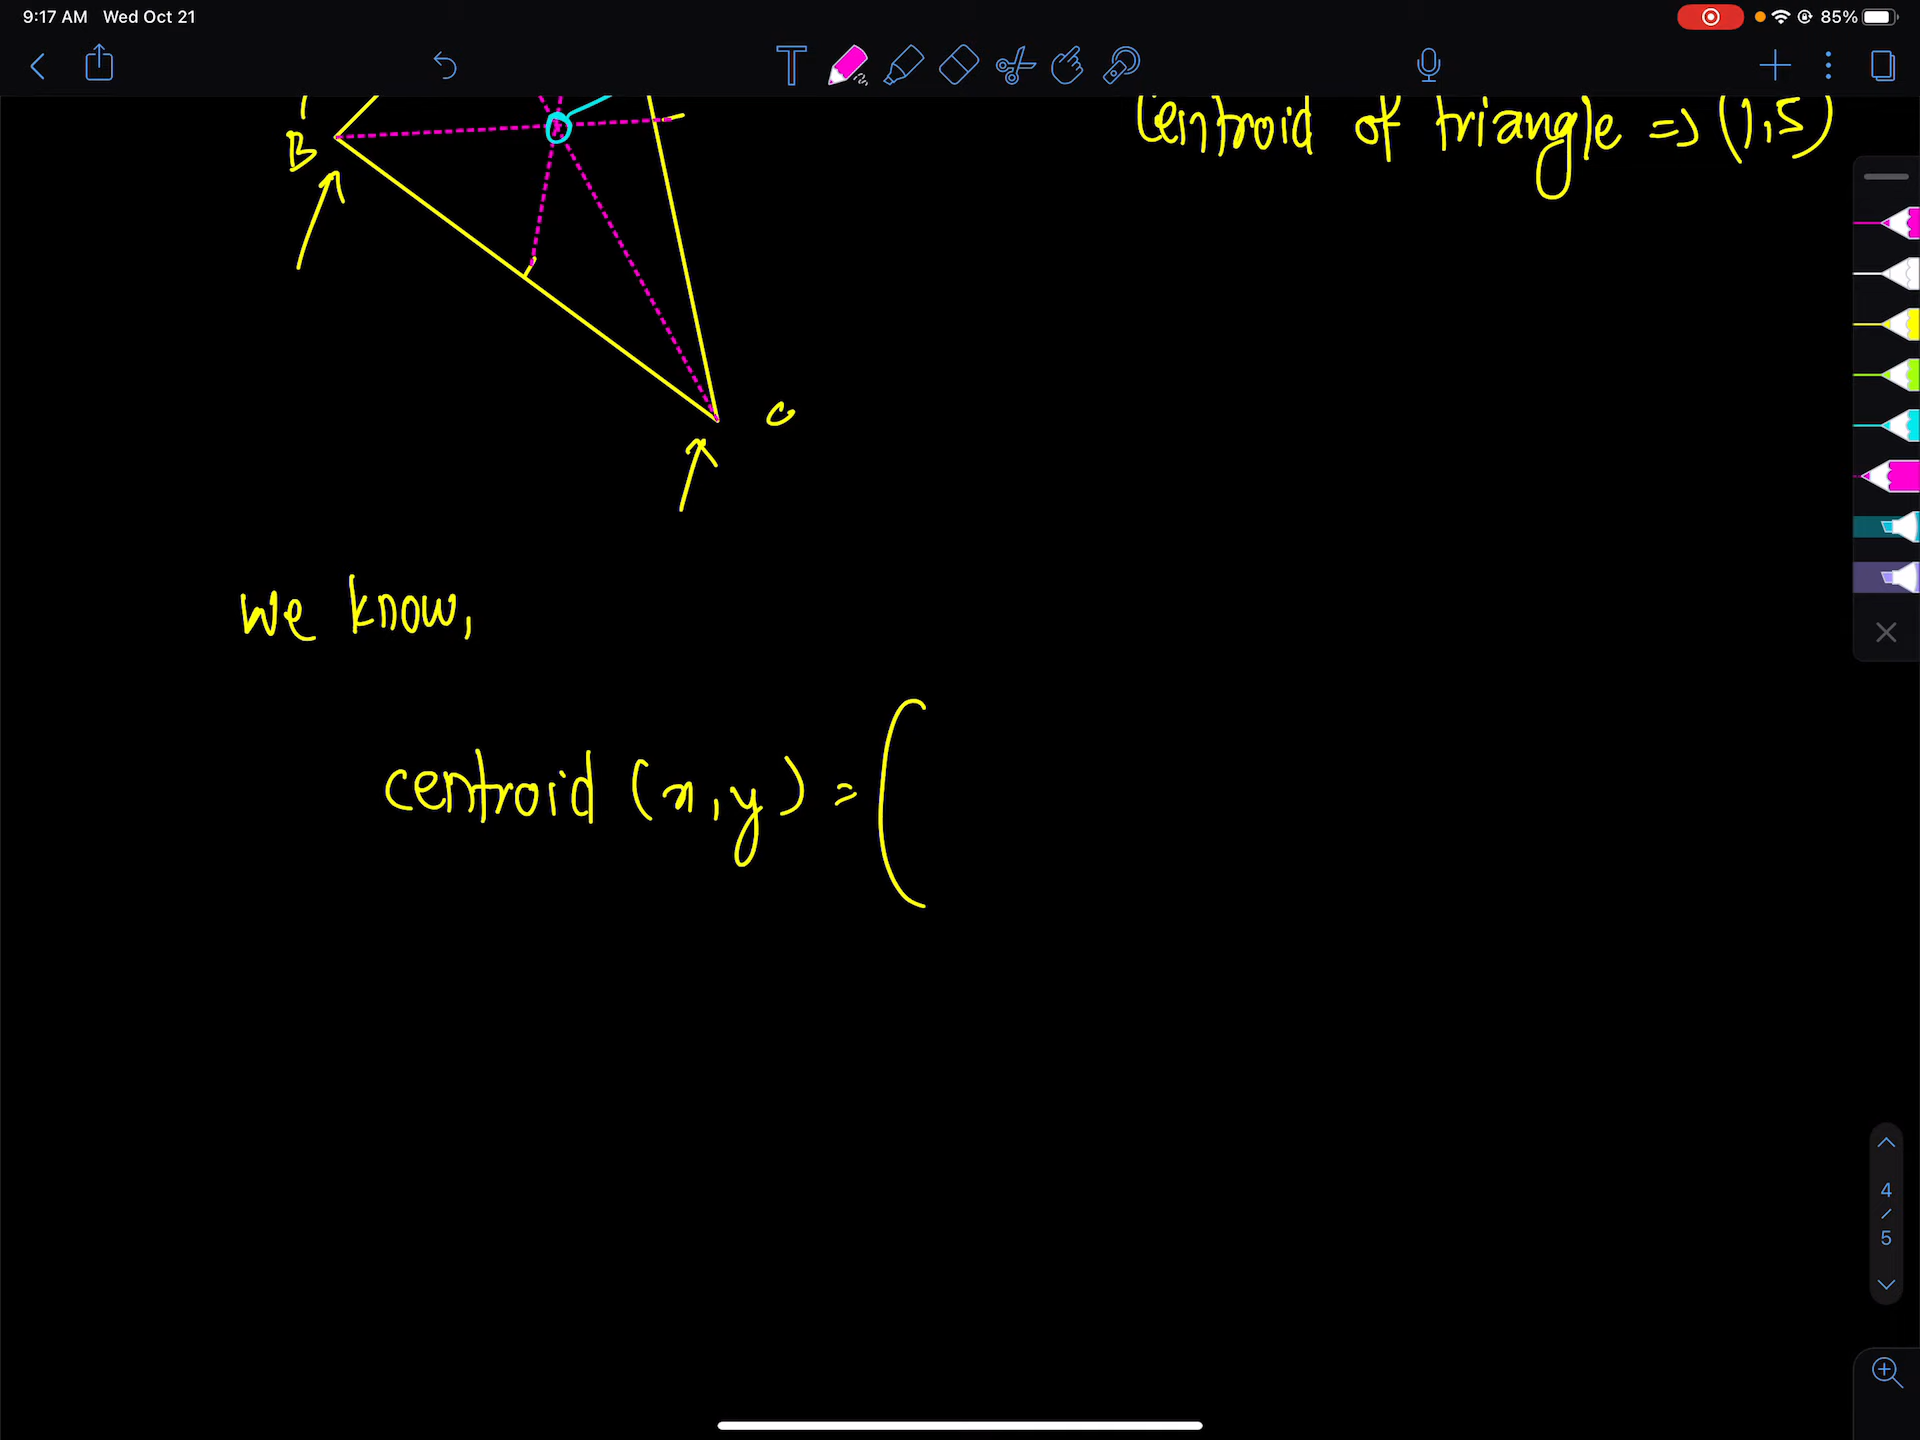 9:17 AM Wed Oct 21 85%
Centroid of triangle => (1,5)
B
C
We know,
centroid (x,y) = (
4
/
5